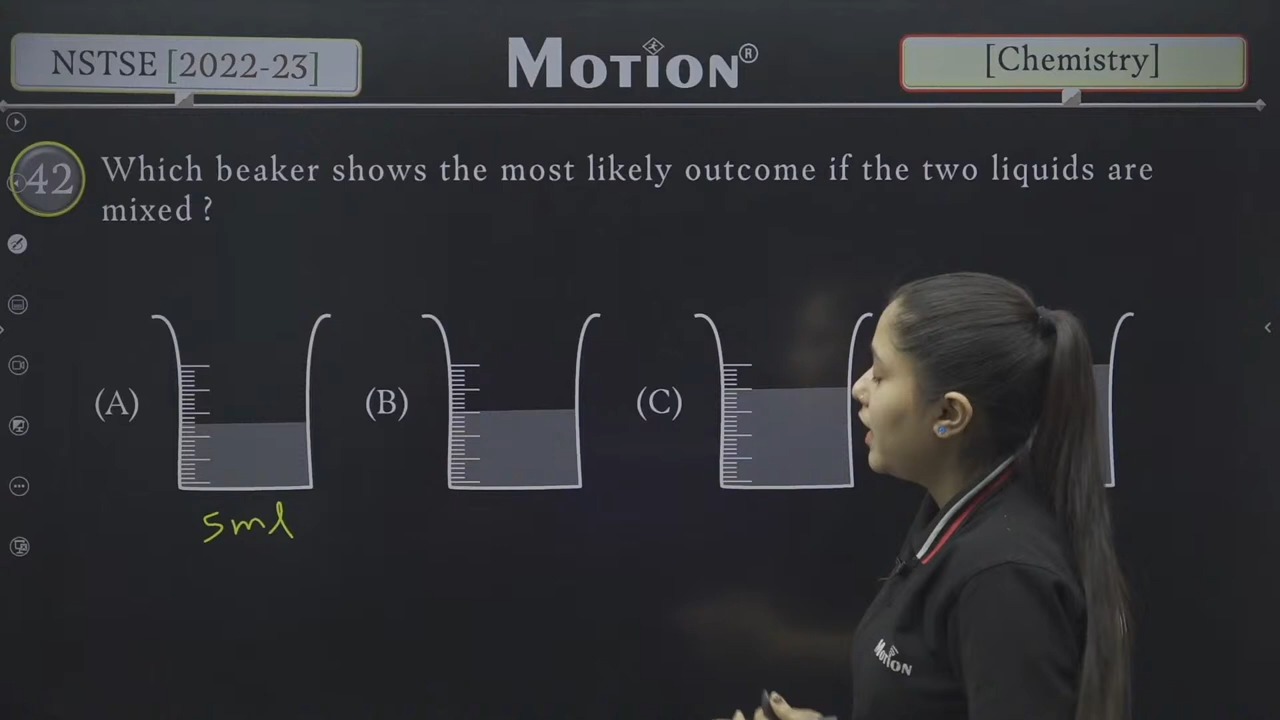 NSTSE [2022-23]
MOTION®
[Chemistry]
42
Which beaker shows the most likely outcome if the two liquids are
mixed ?
(A)
(B)
(C)
5ml
MOTION